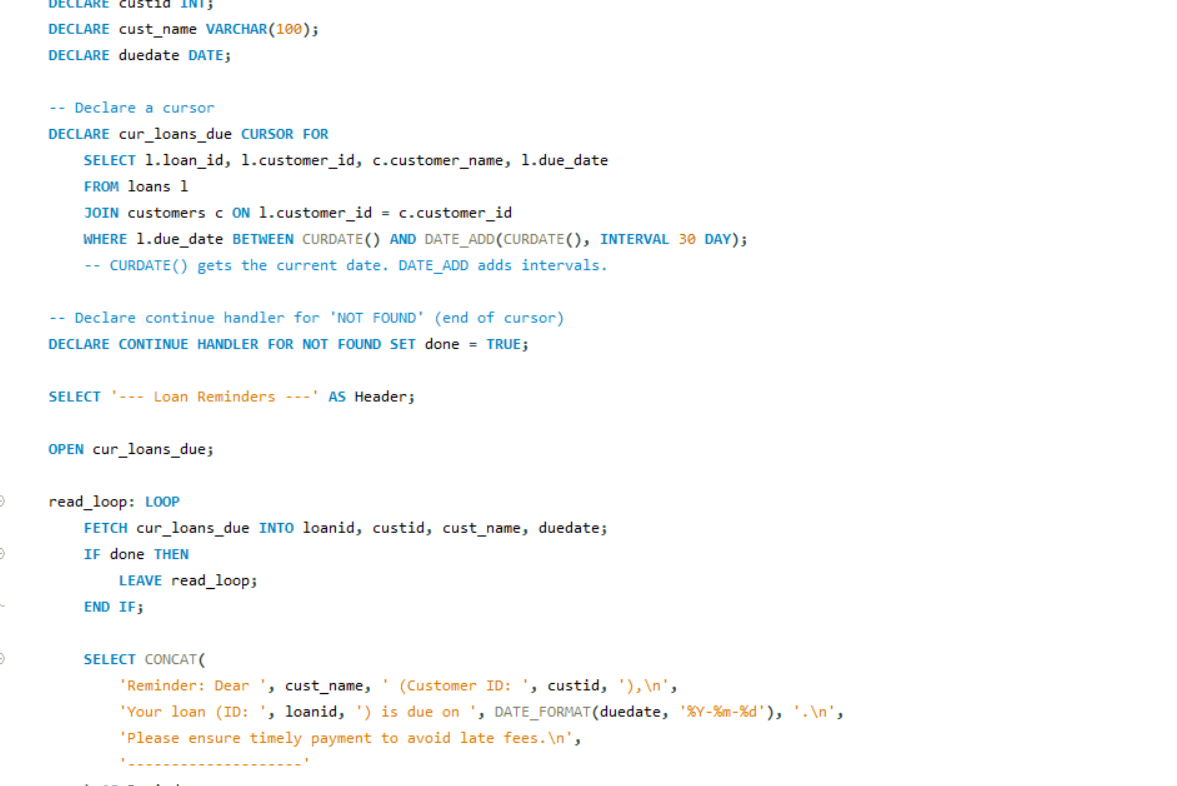 DECLARE custid INT;
DECLARE cust_name VARCHAR(100);
DECLARE duedate DATE;
-- Declare a cursor
DECLARE cur_loans_due CURSOR FOR
SELECT l.loan_id, l.customer_id, c.customer_name, l.due_date
FROM loans l
JOIN customers c ON l.customer_id = c.customer_id
WHERE l.due_date BETWEEN CURDATE() AND DATE_ADD(CURDATE(), INTERVAL 30 DAY);
-- CURDATE() gets the current date. DATE_ADD adds intervals.
-- Declare continue handler for 'NOT FOUND' (end of cursor)
DECLARE CONTINUE HANDLER FOR NOT FOUND SET done = TRUE;
SELECT '--- Loan Reminders ---' AS Header;
OPEN cur_loans_due;
read_loop: LOOP
FETCH cur_loans_due INTO loanid, custid, cust_name, duedate;
IF done THEN
LEAVE read_loop;
END IF;
SELECT CONCAT(
'Reminder: Dear ', cust_name, ' (Customer ID: ', custid, '),\n',
'Your loan (ID: ', loanid, ') is due on ', DATE_FORMAT(duedate, '%Y-%m-%d'), '.\n',
'Please ensure timely payment to avoid late fees.\n',
'--------------------'